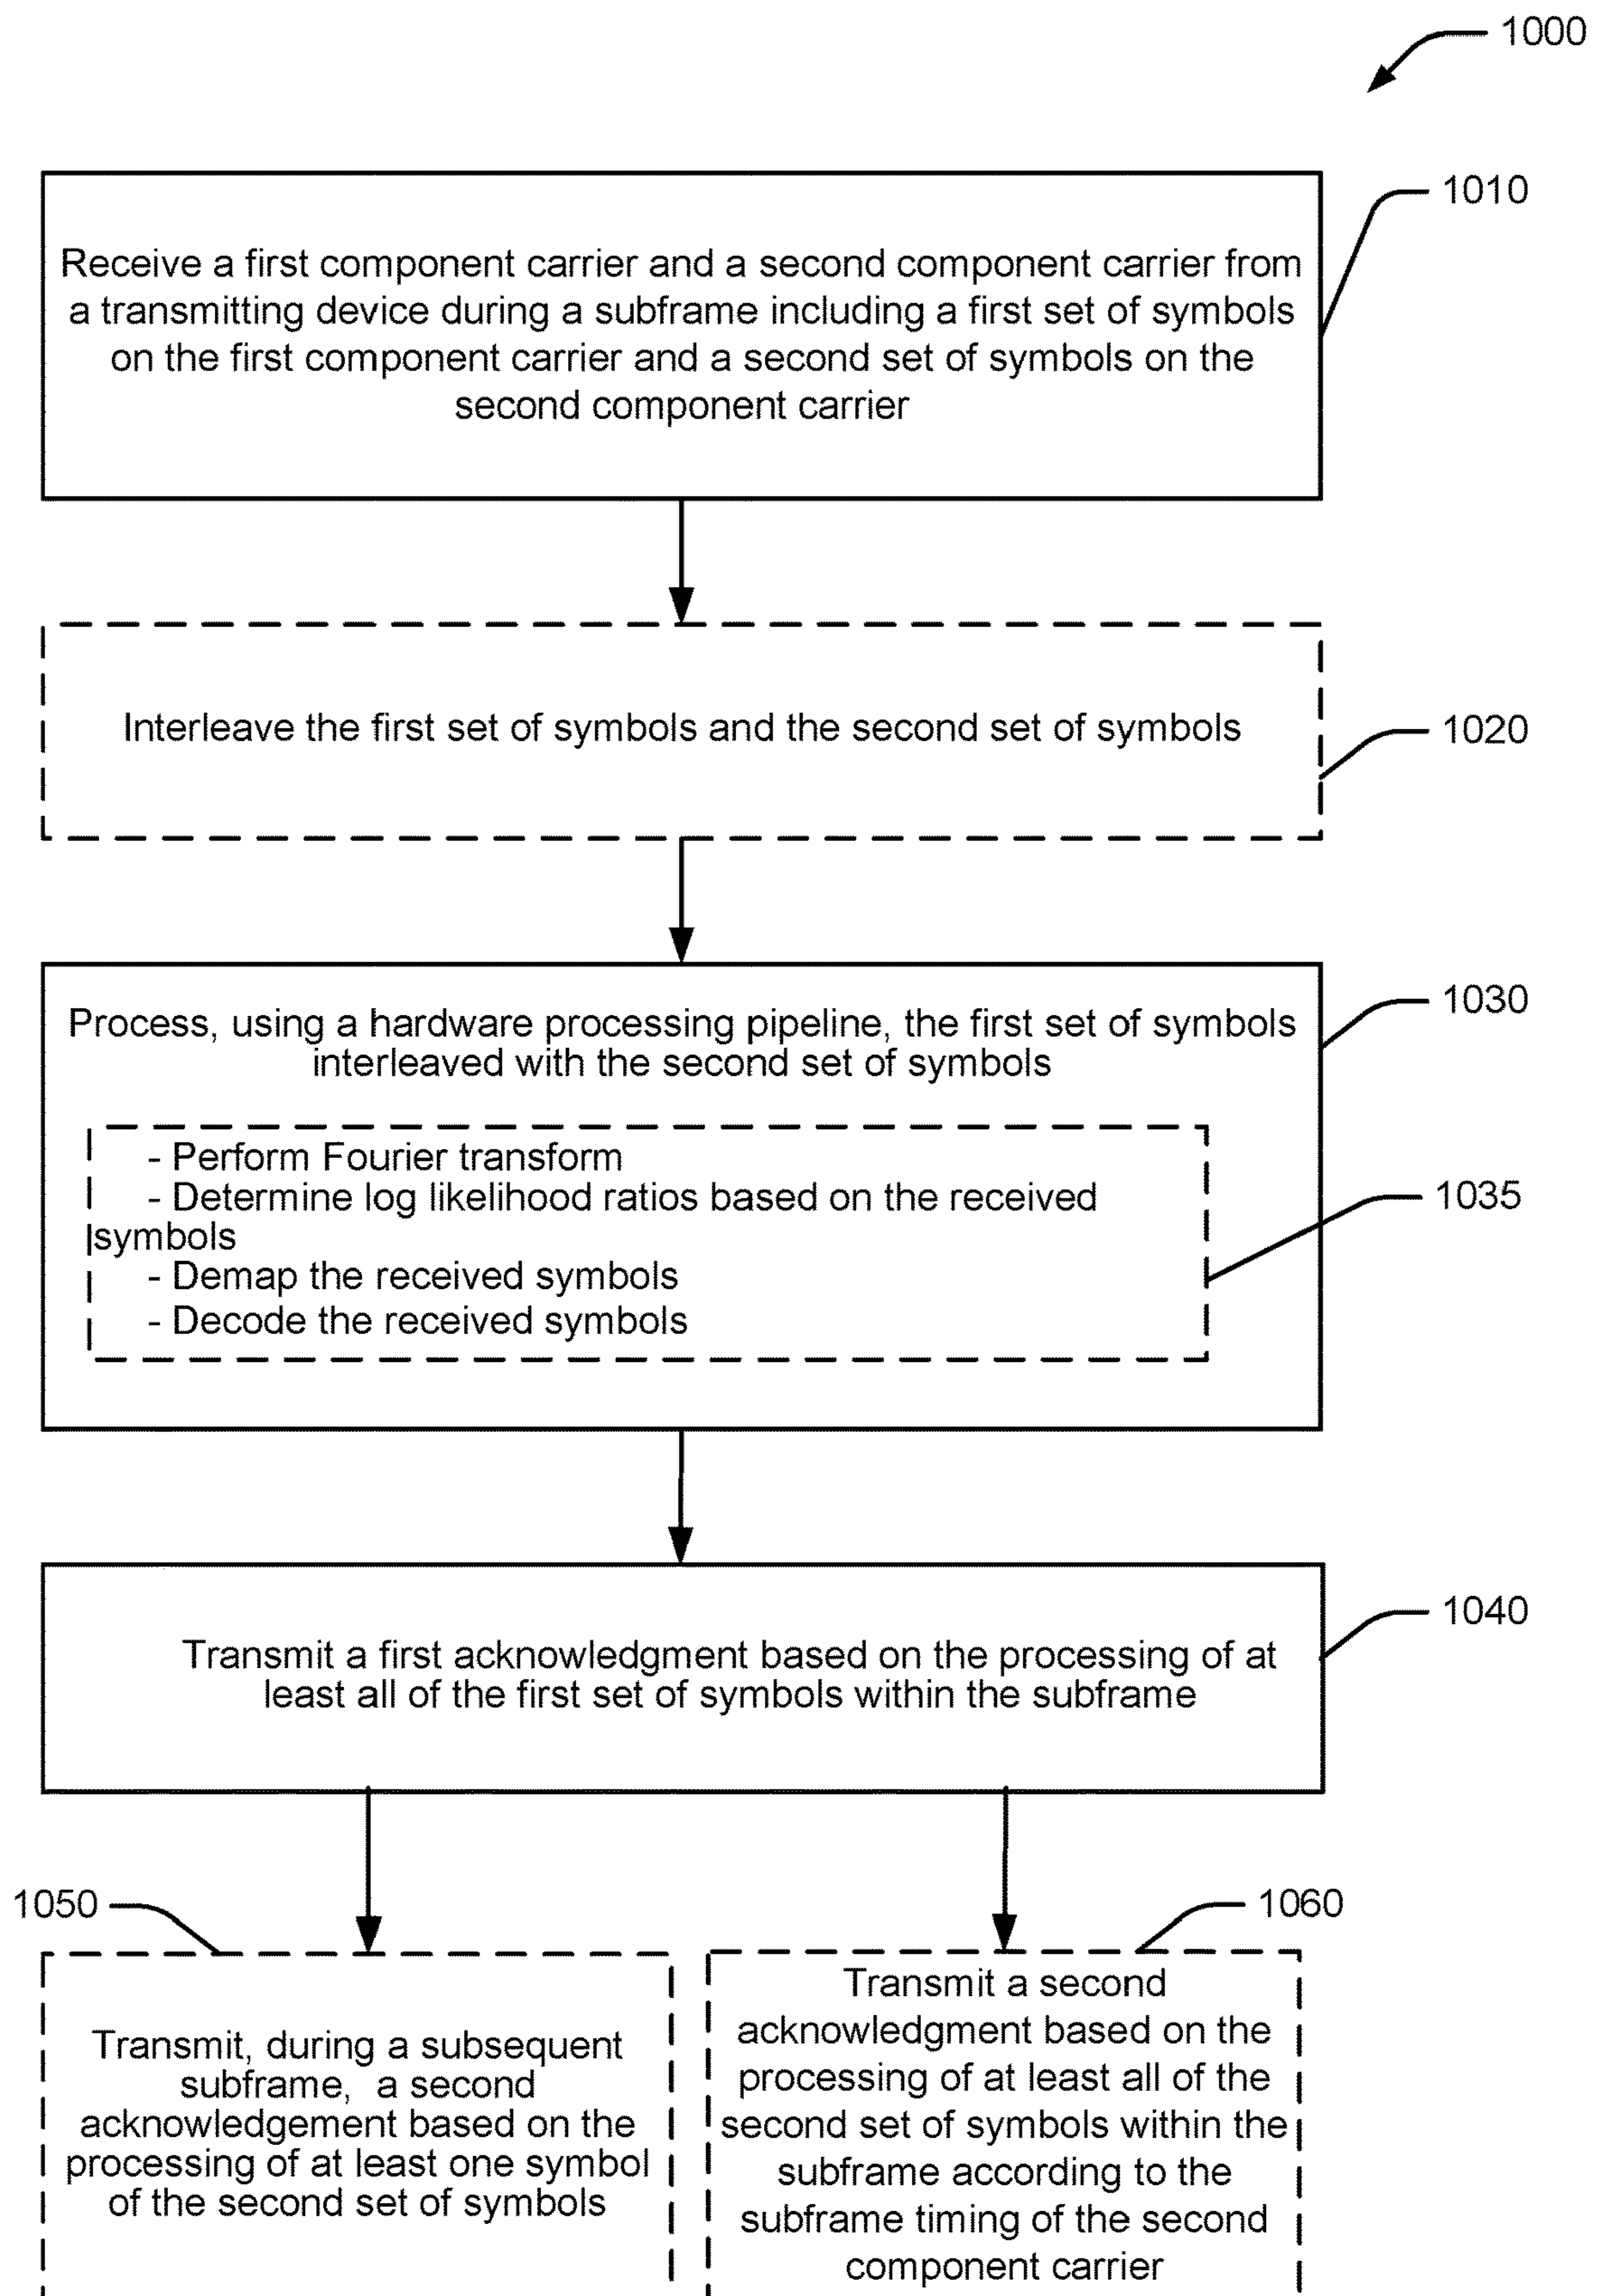 1000
1010
Receive a first component carrier and a second component carrier from
a transmitting device during a subframe including a first set of symbols
on the first component carrier and a second set of symbols on the
second component carrier
Interleave the first set of symbols and the second set of symbols
1020
1030
Process, using a hardware processing pipeline, the first set of symbols
interleaved with the second set of symbols
- Perform Fourier transform
- Determine log likelihood ratios based on the received
symbols
- Demap the received symbols
- Decode the received symbols
1035
1040
Transmit a first acknowledgment based on the processing of at
least all of the first set of symbols within the subframe
1050
Transmit, during a subsequent
subframe, a second
acknowledgement based on the
processing of at least one symbol
of the second set of symbols
1060
Transmit a second
acknowledgment based on the
processing of at least all of the
second set of symbols within the
subframe according to the
subframe timing of the second
component carrier